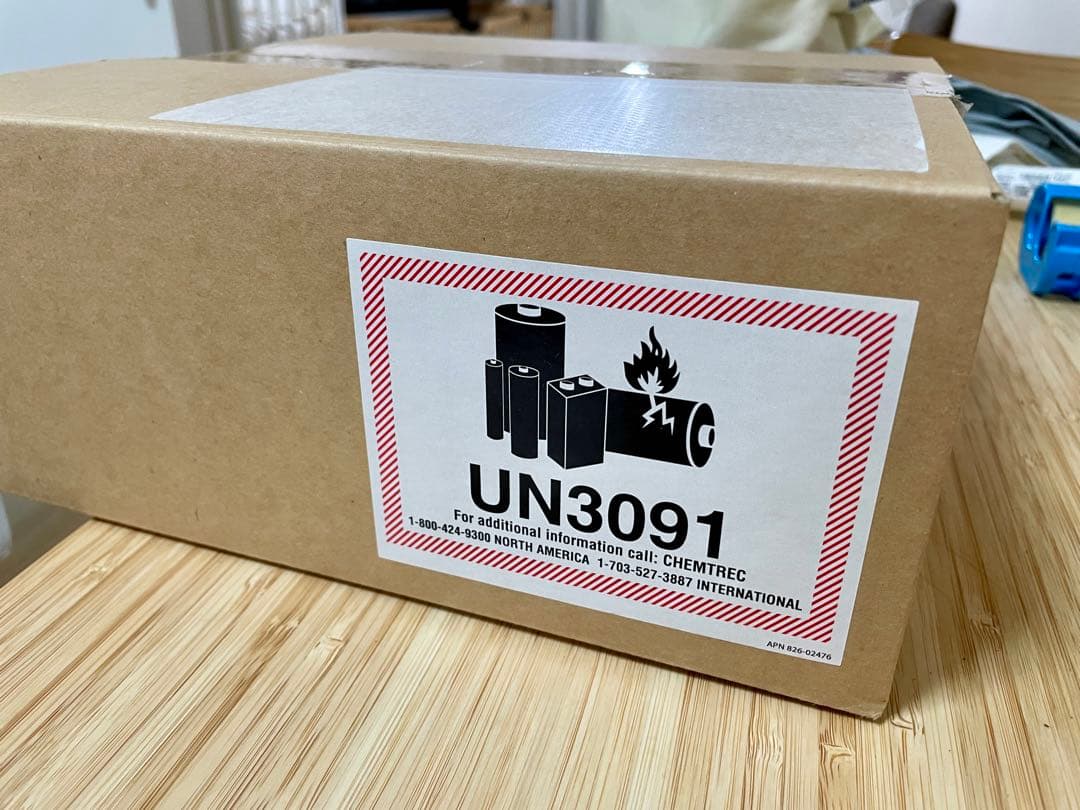 UN3091
For additional information call: CHEMTREC
1-800-424-9300 NORTH AMERICA 1-703-527-3887 INTERNATIONAL
APN 826-02476